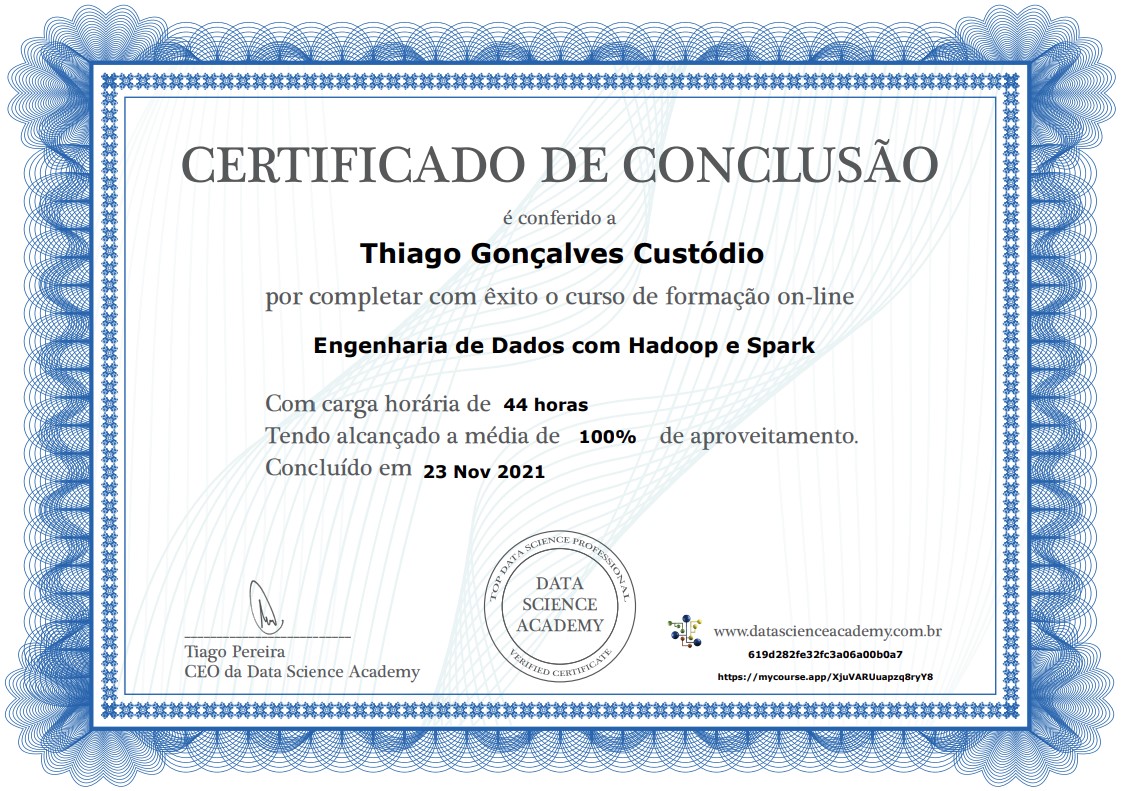 CERTIFICADO DE CONCLUSÃO
é conferido a
Thiago Gonçalves Custódio
por completar com êxito o curso de formação on-line
Engenharia de Dados com Hadoop e Spark
Com carga horária de 44 horas
Tendo alcançado a média de 100% de aproveitamento.
Concluído em 23 Nov 2021
TOP DATA SCIENCE PROFESSIONAL
DATA
SCIENCE
ACADEMY
VERIFIED CERTIFICATE
Tiago Pereira
CEO da Data Science Academy
www.datascienceacademy.com.br
619d282fe32fc3a06a00b0a7
https://mycourse.app/XjuVARUuapzq8ryY8